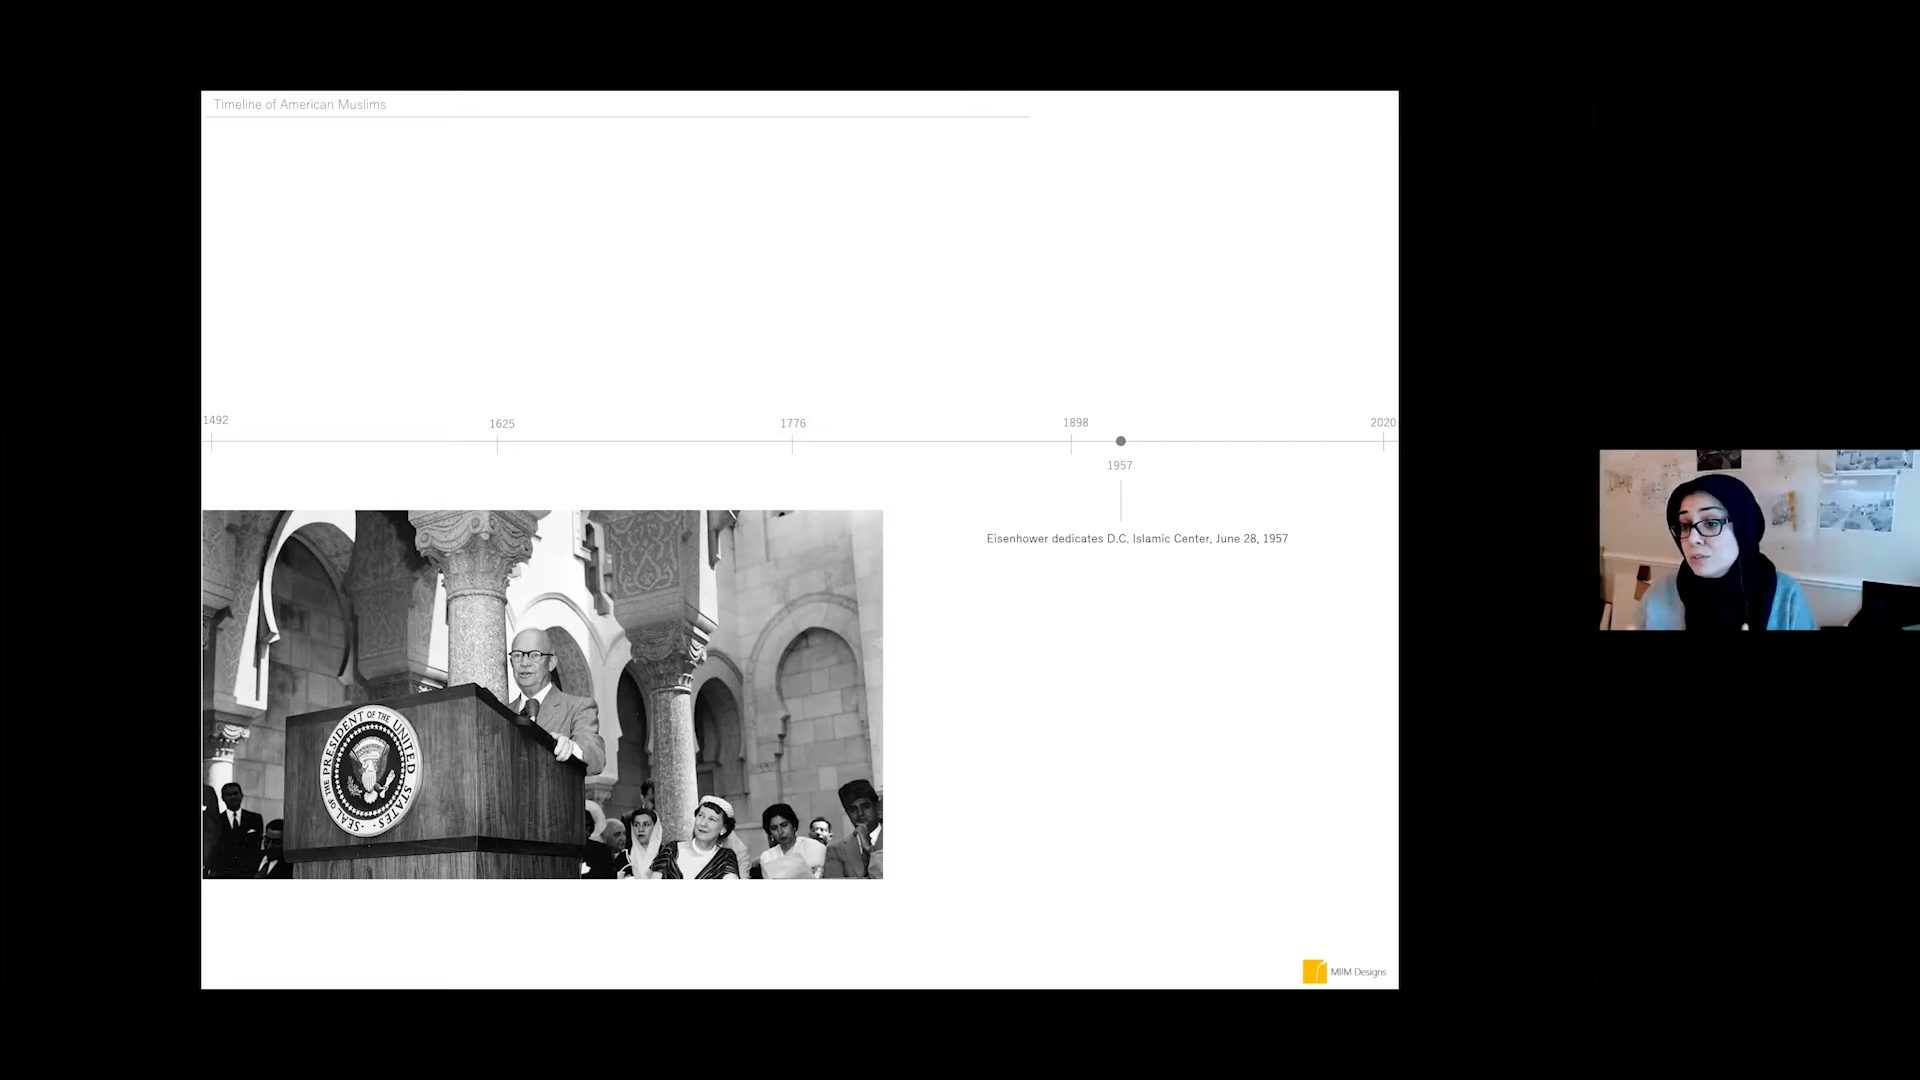 Timeline of American Muslims
1492
1625
1776
1898
2020
1957
Eisenhower dedicates D.C. Islamic Center, June 28, 1957
SEAL OF THE PRESIDENT OF THE UNITED STATES
MIIM Designs